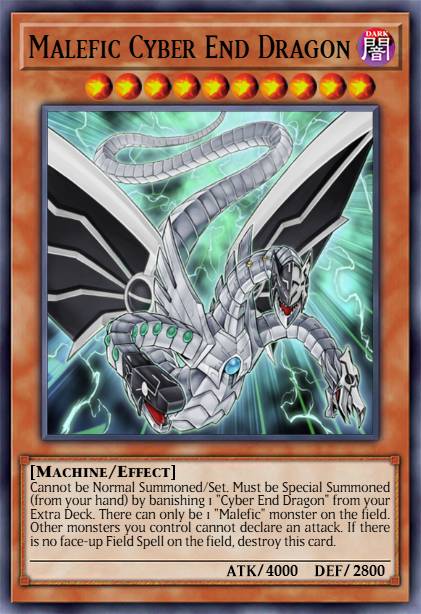 Malefic Cyber End Dragon
DARK
闇
[Machine/Effect]
Cannot be Normal Summoned/Set. Must be Special Summoned
(from your hand) by banishing 1 "Cyber End Dragon" from your
Extra Deck. There can only be 1 "Malefic" monster on the field.
Other monsters you control cannot declare an attack. If there
is no face-up Field Spell on the field, destroy this card.
ATK/4000 DEF/2800